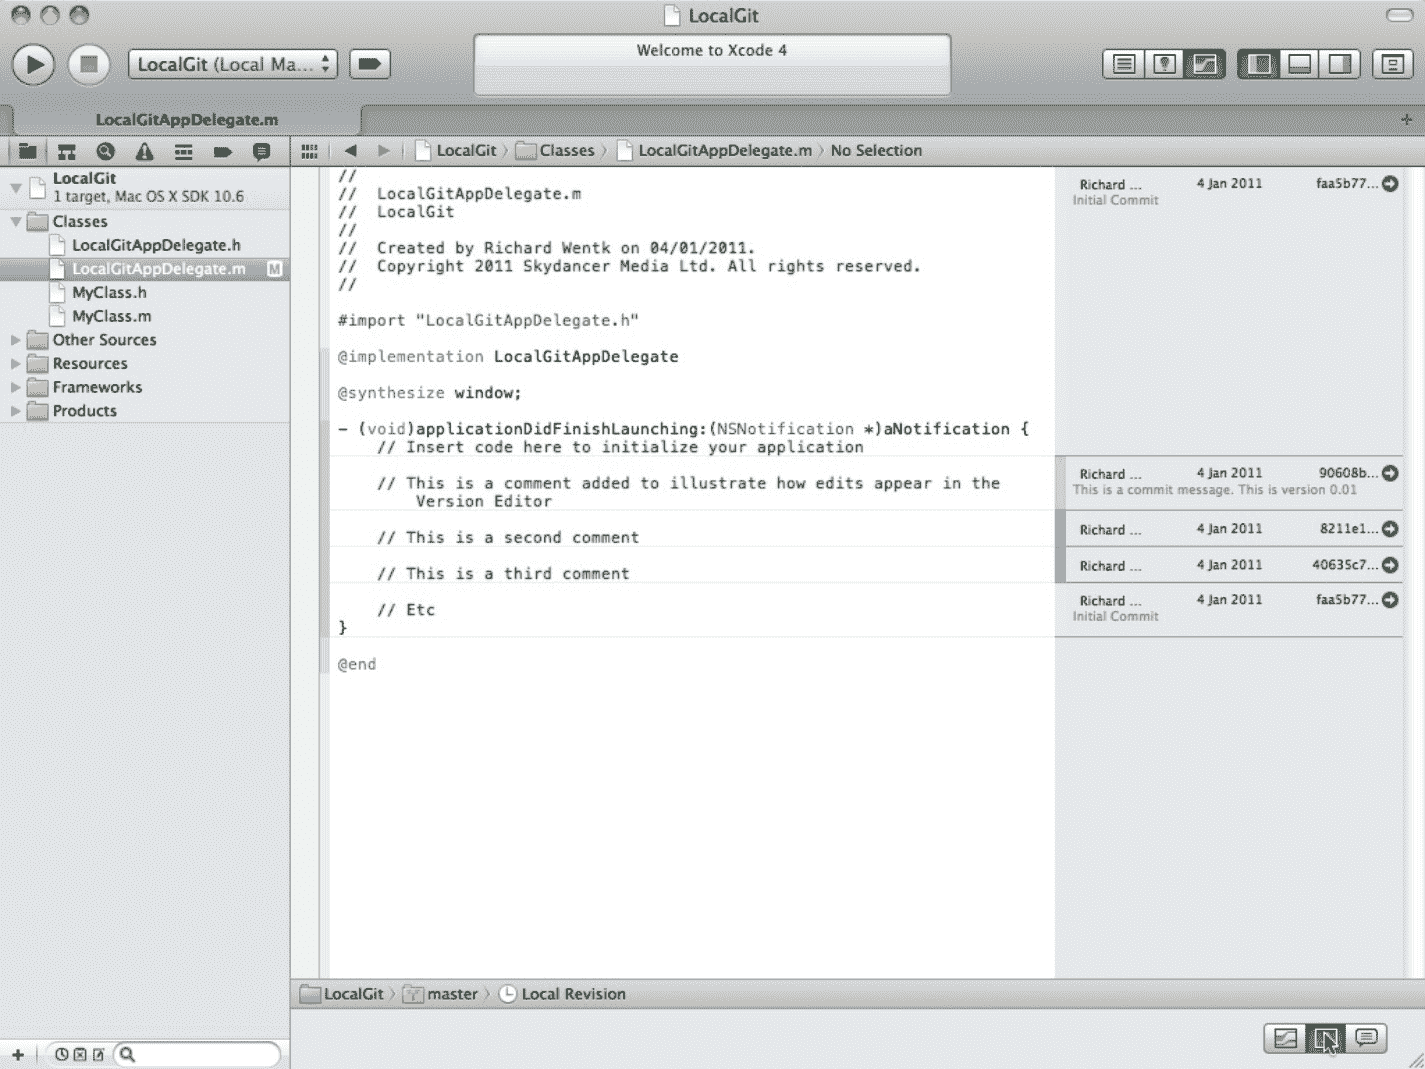 LocalGit
LocalGit (Local Ma...
Welcome to Xcode 4
LocalGitAppDelegate.m
LocalGit
Classes
LocalGitAppDelegate.m
No Selection
LocalGit
1 target, Mac OS X SDK 10.6
Classes
LocalGitAppDelegate.h
LocalGitAppDelegate.m M
MyClass.h
MyClass.m
Other Sources
Resources
Frameworks
Products
//
// LocalGitAppDelegate.m
// LocalGit
//
// Created by Richard Wentk on 04/01/2011.
// Copyright 2011 Skydancer Media Ltd. All rights reserved.
//
#import "LocalGitAppDelegate.h"
@implementation LocalGitAppDelegate
@synthesize window;
- (void)applicationDidFinishLaunching:(NSNotification *)aNotification {
// Insert code here to initialize your application
// This is a comment added to illustrate how edits appear in the
Version Editor
// This is a second comment
// This is a third comment
// Etc
}
@end
Richard ... 4 Jan 2011 faa5b77...
Initial Commit
Richard ... 4 Jan 2011 90608b...
This is a commit message. This is version 0.01
Richard ... 4 Jan 2011 8211e1...
Richard ... 4 Jan 2011 40635c7...
Richard ... 4 Jan 2011 faa5b77...
Initial Commit
LocalGit
master
Local Revision